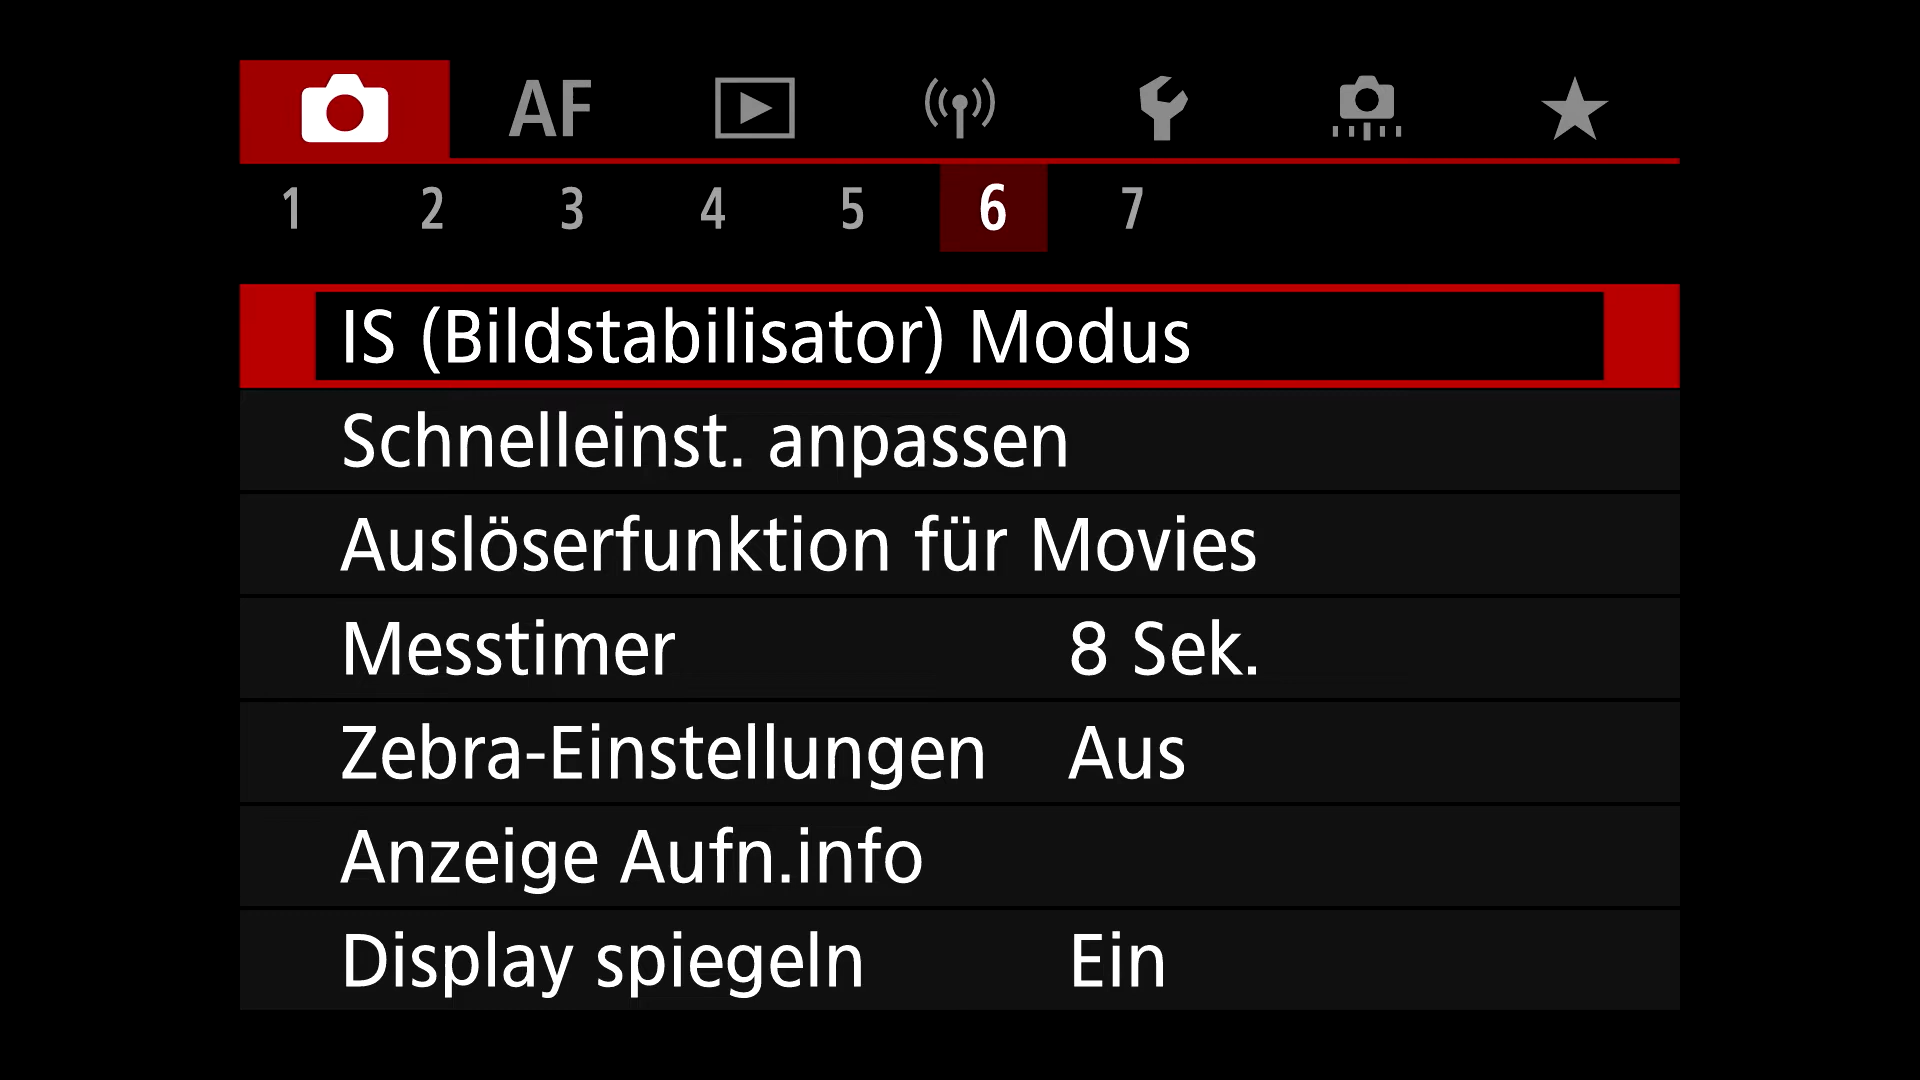 AF
1 2 3 4 5 6 7
IS (Bildstabilisator) Modus
Schnelleinst. anpassen
Auslöserfunktion für Movies
Messtimer 8 Sek.
Zebra-Einstellungen Aus
Anzeige Aufn.info
Display spiegeln Ein